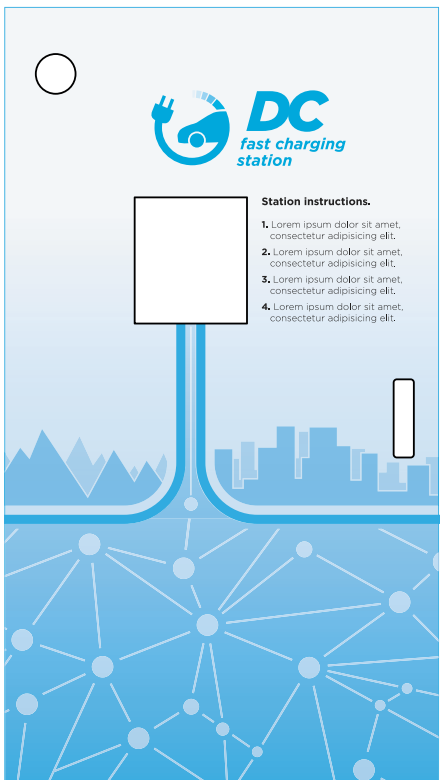 DC
fast charging
station
Station instructions.
1. Lorem ipsum dolor sit amet,
consectetur adipisicing elit.
2. Lorem ipsum dolor sit amet,
consectetur adipisicing elit.
3. Lorem ipsum dolor sit amet,
consectetur adipisicing elit.
4. Lorem ipsum dolor sit amet,
consectetur adipisicing elit.